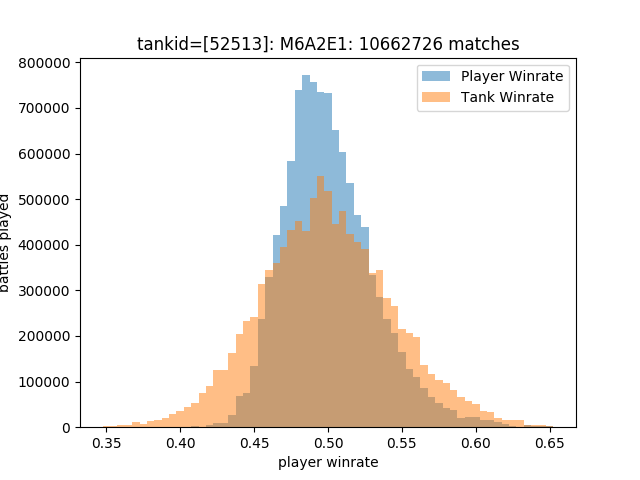 tankid=[52513]: M6A2E1: 10662726 matches
Player Winrate
Tank Winrate
800000
700000
600000
500000
400000
300000
200000
100000
0
battles played
0.35 0.40 0.45 0.50 0.55 0.60 0.65
player winrate